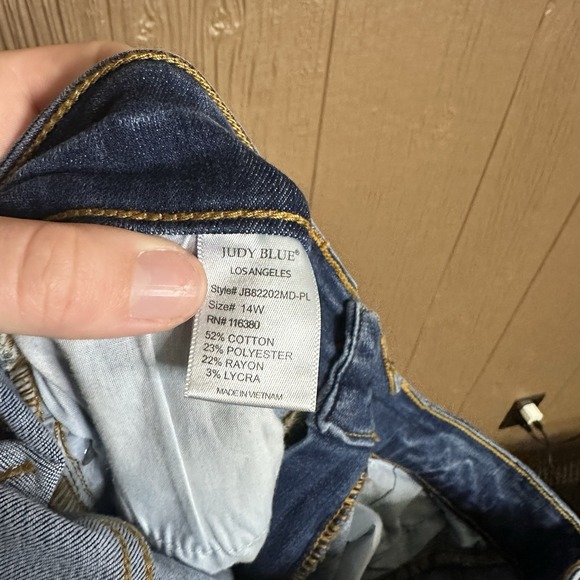 JUDY BLUE®
LOS ANGELES
Style# JB82202MD-PL
Size# 14W
RN# 116380
52% COTTON
23% POLYESTER
22% RAYON
3% LYCRA
MADE IN VIETNAM